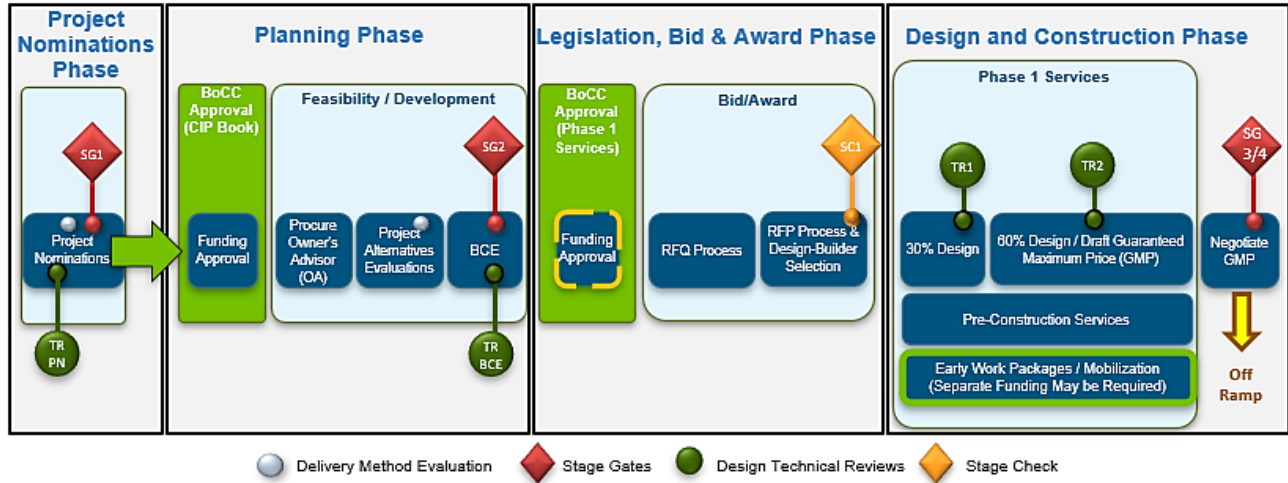 Project
Nominations
Phase
SG1
Project
Nominations
TR
PN
Planning Phase
BoCC
Approval
(CIP Book)
Funding
Approval
Feasibility / Development
SG2
Procure
Owner's
Advisor
(OA)
Project
Alternatives
Evaluations
BCE
TR
BCE
Legislation, Bid & Award Phase
BoCC
Approval
(Phase 1
Services)
Funding
Approval
Bid/Award
SC1
RFQ Process
RFP Process &
Design-Builder
Selection
Design and Construction Phase
Phase 1 Services
TR1
TR2
SG
3/4
30% Design
60% Design / Draft Guaranteed
Maximum Price (GMP)
Negotiate
GMP
Pre-Construction Services
Early Work Packages / Mobilization
(Separate Funding May be Required)
Off
Ramp
Delivery Method Evaluation
Stage Gates
Design Technical Reviews
Stage Check